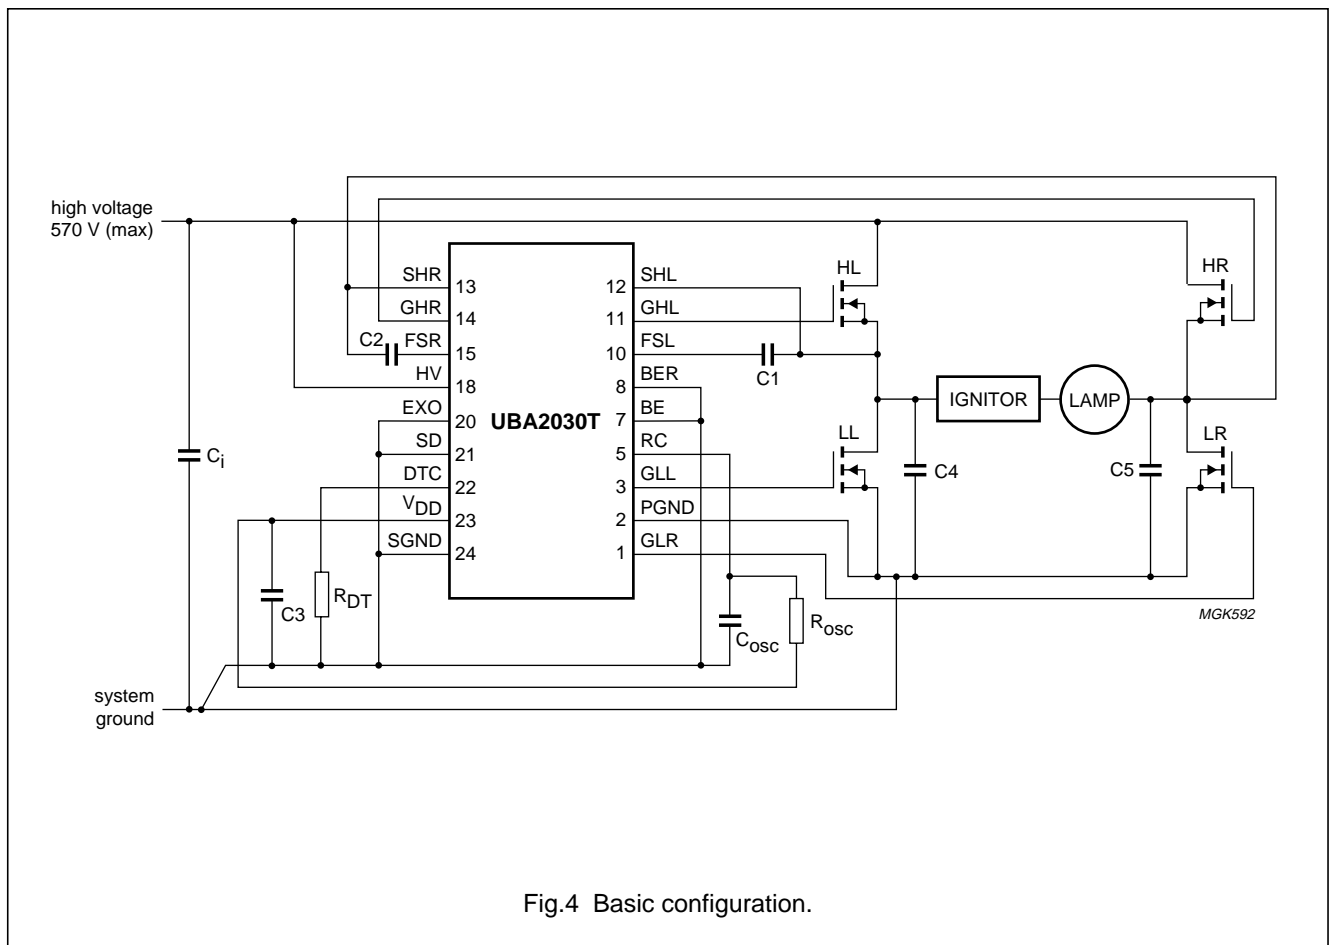 high voltage
570 V (max)
SHR 13
GHR 14
C2 FSR 15
HV 18
EXO 20
SD 21
DTC 22
VDD 23
SGND 24
UBA2030T
12 SHL
11 GHL
10 FSL
8 BER
7 BE
5 RC
3 GLL
2 PGND
1 GLR
C1
HL
HR
IGNITOR
LAMP
LL
LR
C4
C5
Ci
C3
RDT
Cosc
Rosc
MGK592
system
ground
Fig.4 Basic configuration.